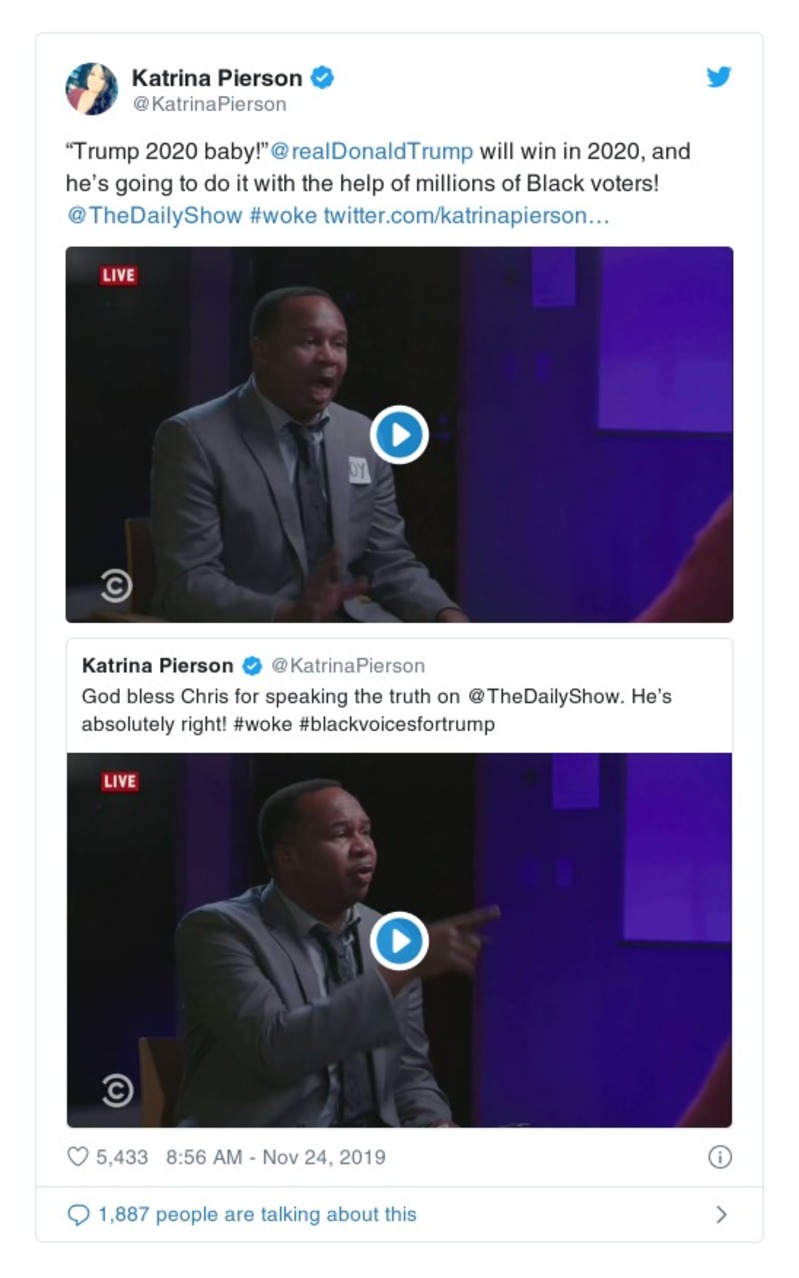 Katrina Pierson
@KatrinaPierson
“Trump 2020 baby!”@realDonaldTrump will win in 2020, and
he’s going to do it with the help of millions of Black voters!
@TheDailyShow #woke twitter.com/katrinapierson…
LIVE
OY
Katrina Pierson @KatrinaPierson
God bless Chris for speaking the truth on @TheDailyShow. He’s
absolutely right! #woke #blackvoicesfortrump
LIVE
5,433 8:56 AM - Nov 24, 2019
1,887 people are talking about this